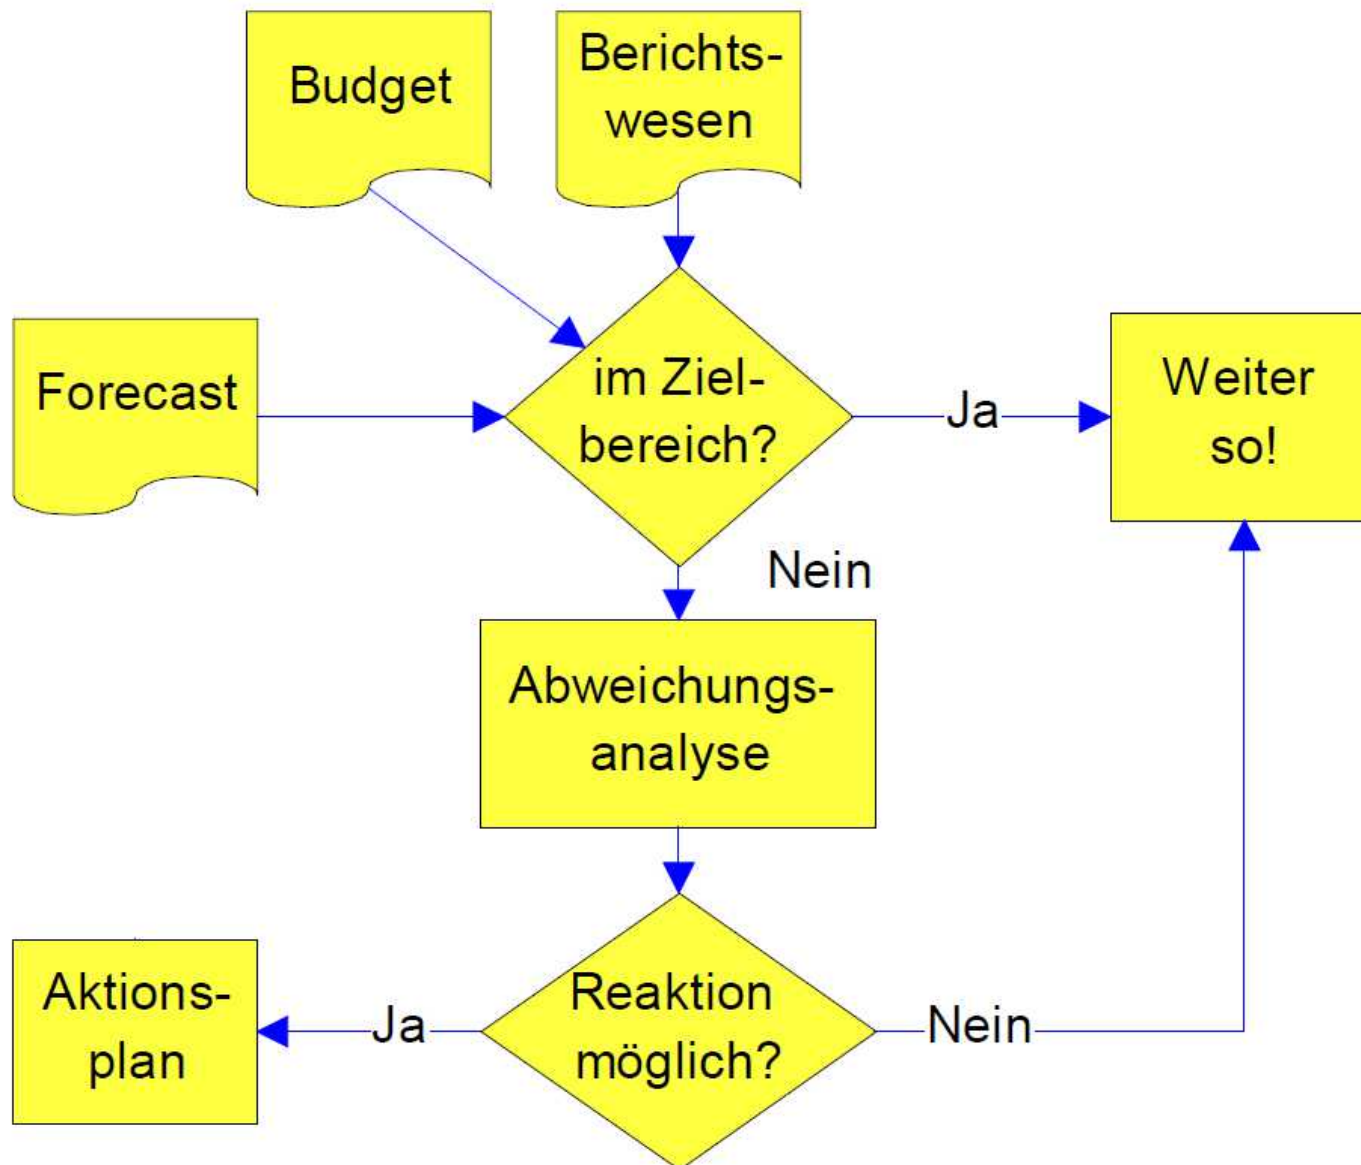 Budget
Berichts-
wesen
Forecast
im Ziel-
bereich?
Ja
Weiter
so!
Nein
Abweichungs-
analyse
Aktions-
plan
Ja
Reaktion
möglich?
Nein